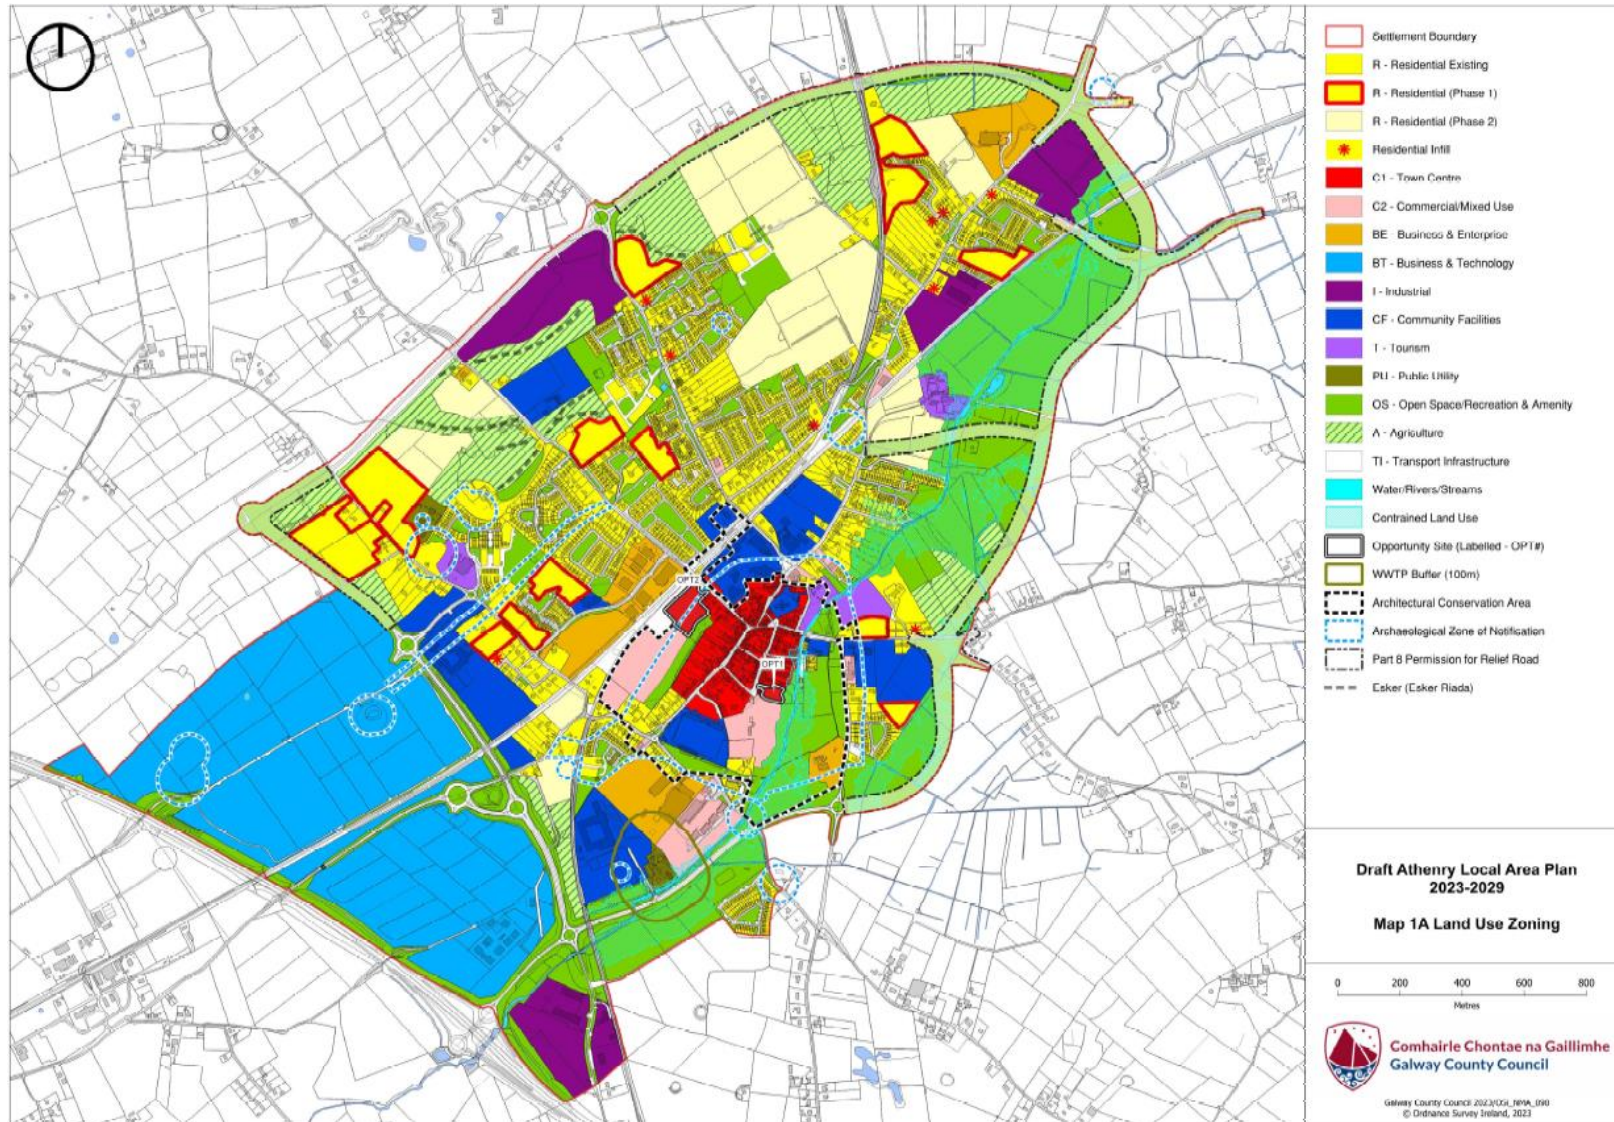 OPT2
OPT1
Settlement Boundary
R - Residential Existing
R - Residential (Phase 1)
R - Residential (Phase 2)
Residential Infill
C1 - Town Centre
C2 - Commercial/Mixed Use
BE - Business & Enterprise
BT - Business & Technology
I - Industrial
CF - Community Facilities
T - Tourism
PU - Public Utility
OS - Open Space/Recreation & Amenity
A - Agriculture
TI - Transport Infrastructure
Water/Rivers/Streams
Contrained Land Use
Opportunity Site (Labelled - OPT#)
WWTP Buffer (100m)
Architectural Conservation Area
Archaeological Zone of Notification
Part 8 Permission for Relief Road
Esker (Esker Riada)
Draft Athenry Local Area Plan
2023-2029
Map 1A Land Use Zoning
0 200 400 600 800
Metres
Comhairle Chontae na Gaillimhe
Galway County Council
Galway County Council 2023/OSI_NMA_090
© Ordnance Survey Ireland, 2023